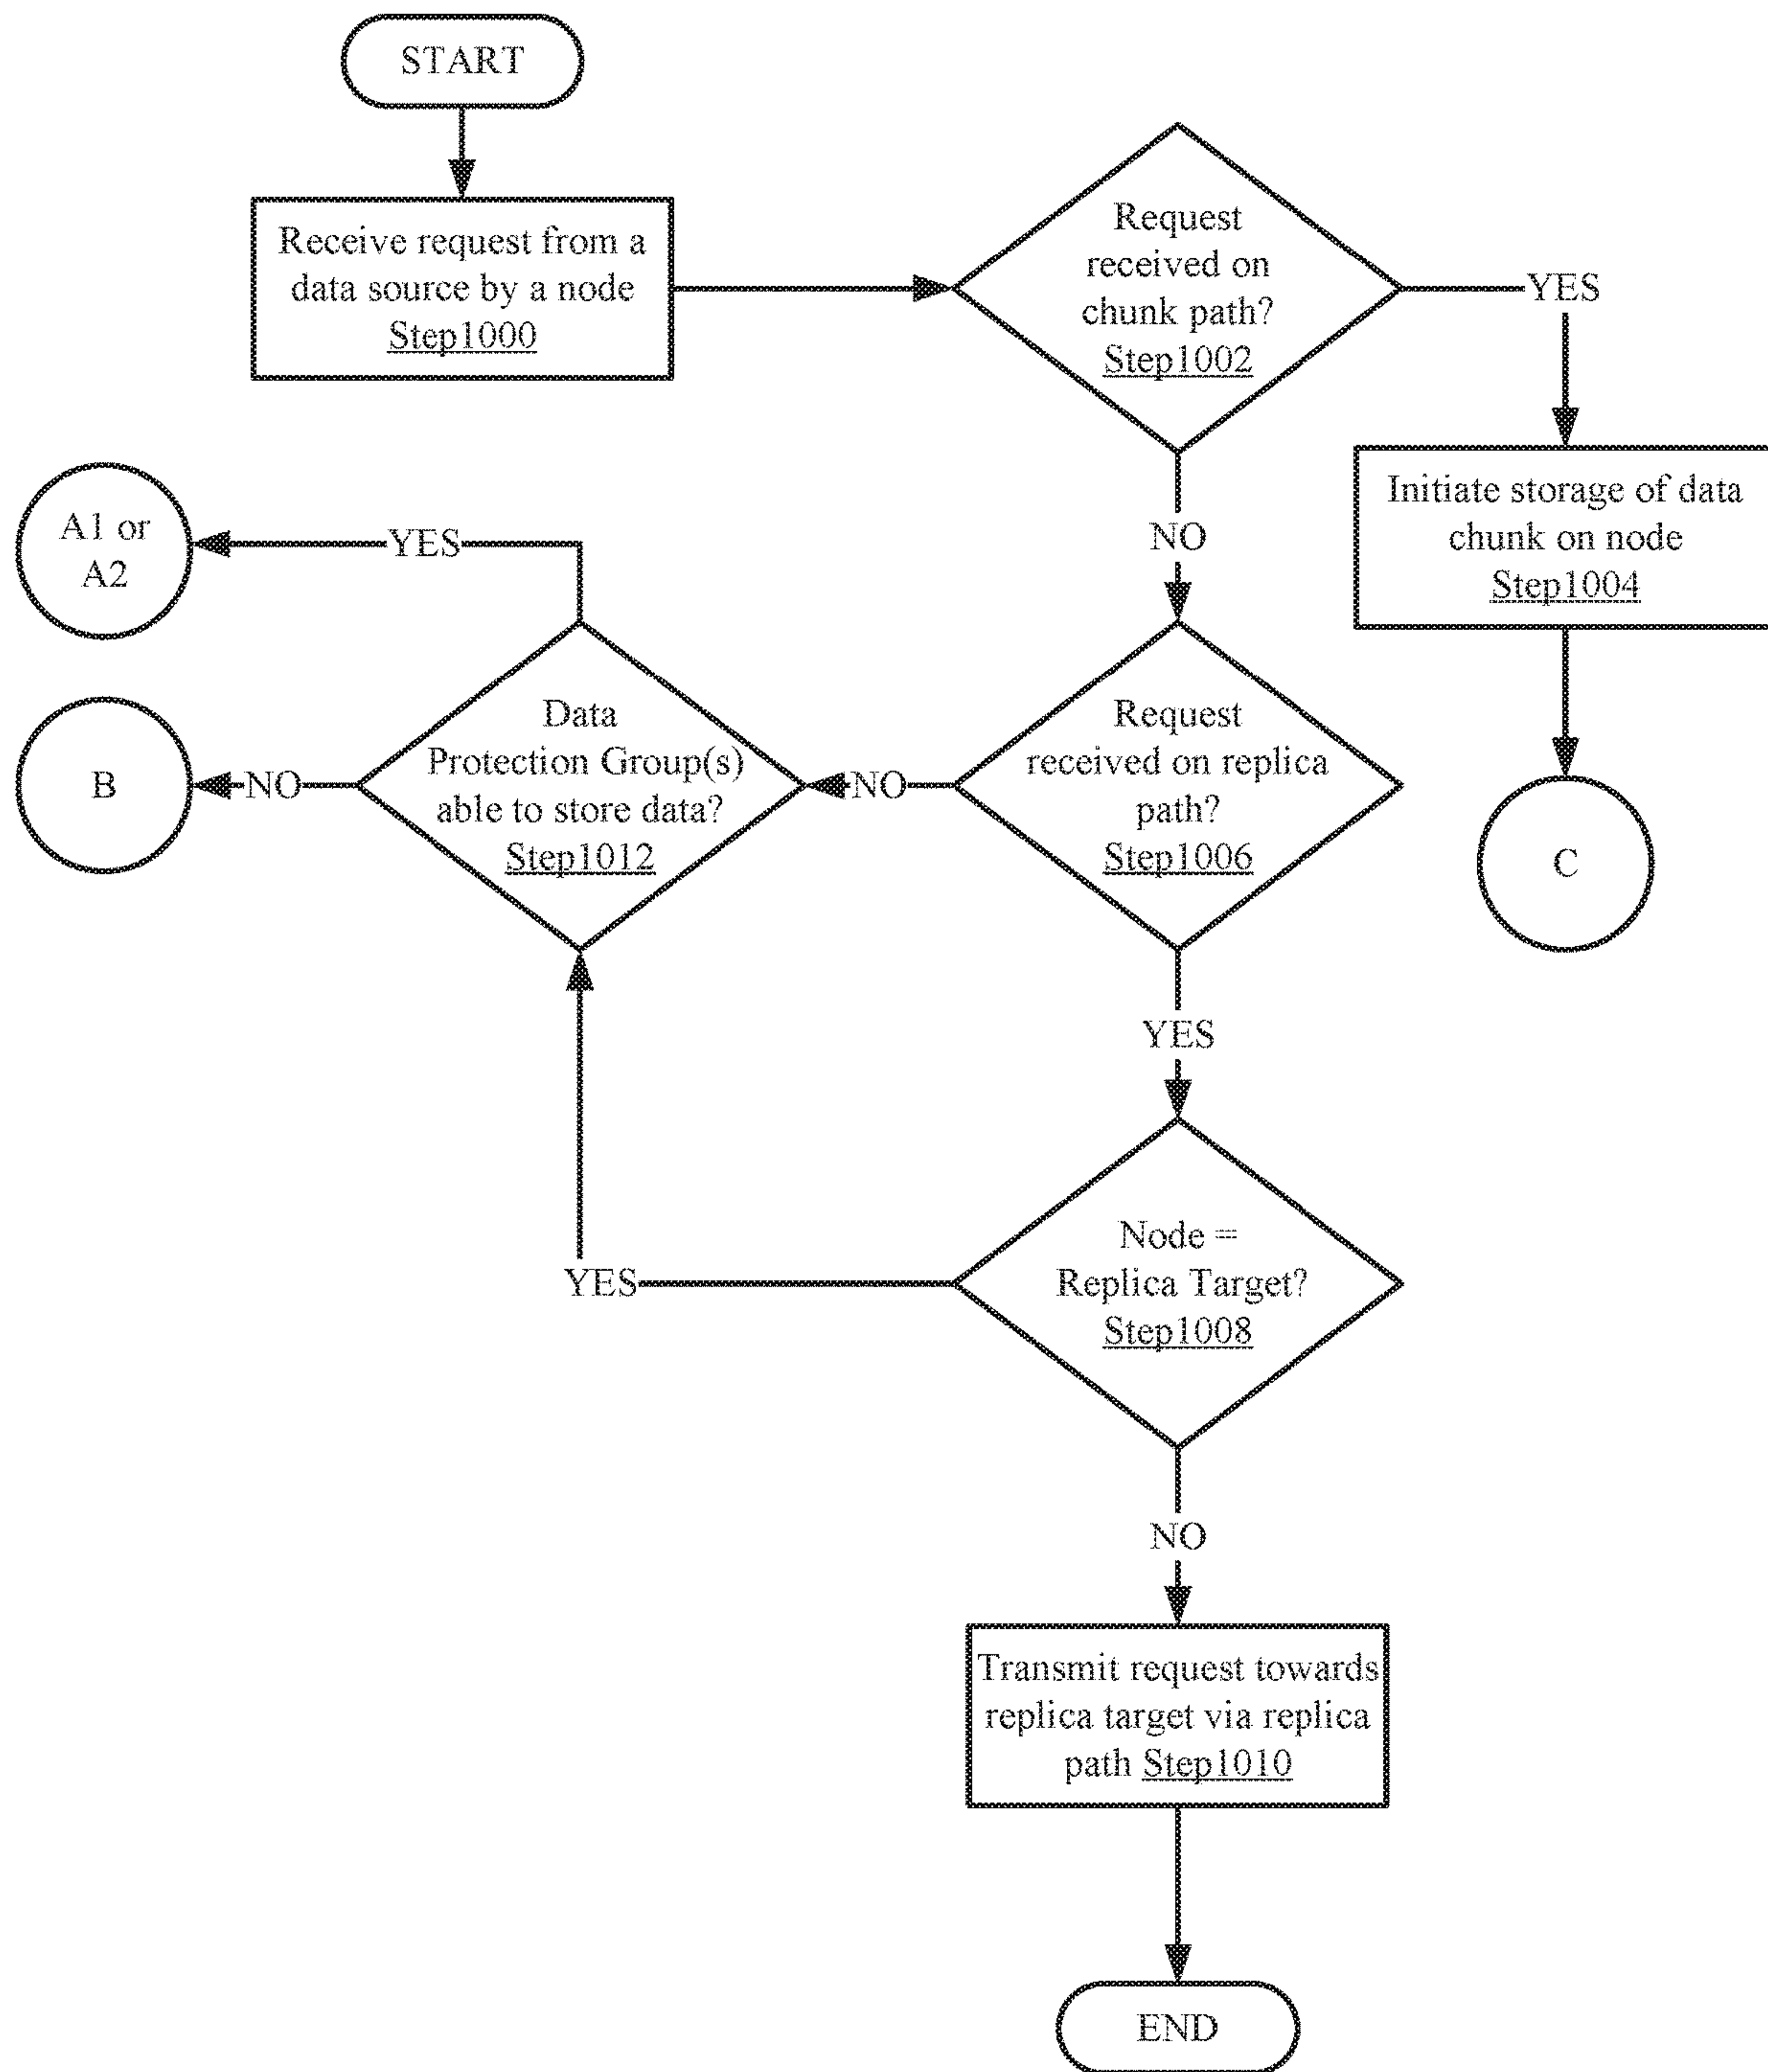 START
Receive request from a
data source by a node
Step1000
Request
received on
chunk path?
Step1002
YES
Initiate storage of data
chunk on node
Step1004
C
NO
A1 or
A2
YES
B
NO
Data
Protection Group(s)
able to store data?
Step1012
NO
Request
received on replica
path?
Step1006
YES
YES
Node =
Replica Target?
Step1008
NO
Transmit request towards
replica target via replica
path Step1010
END